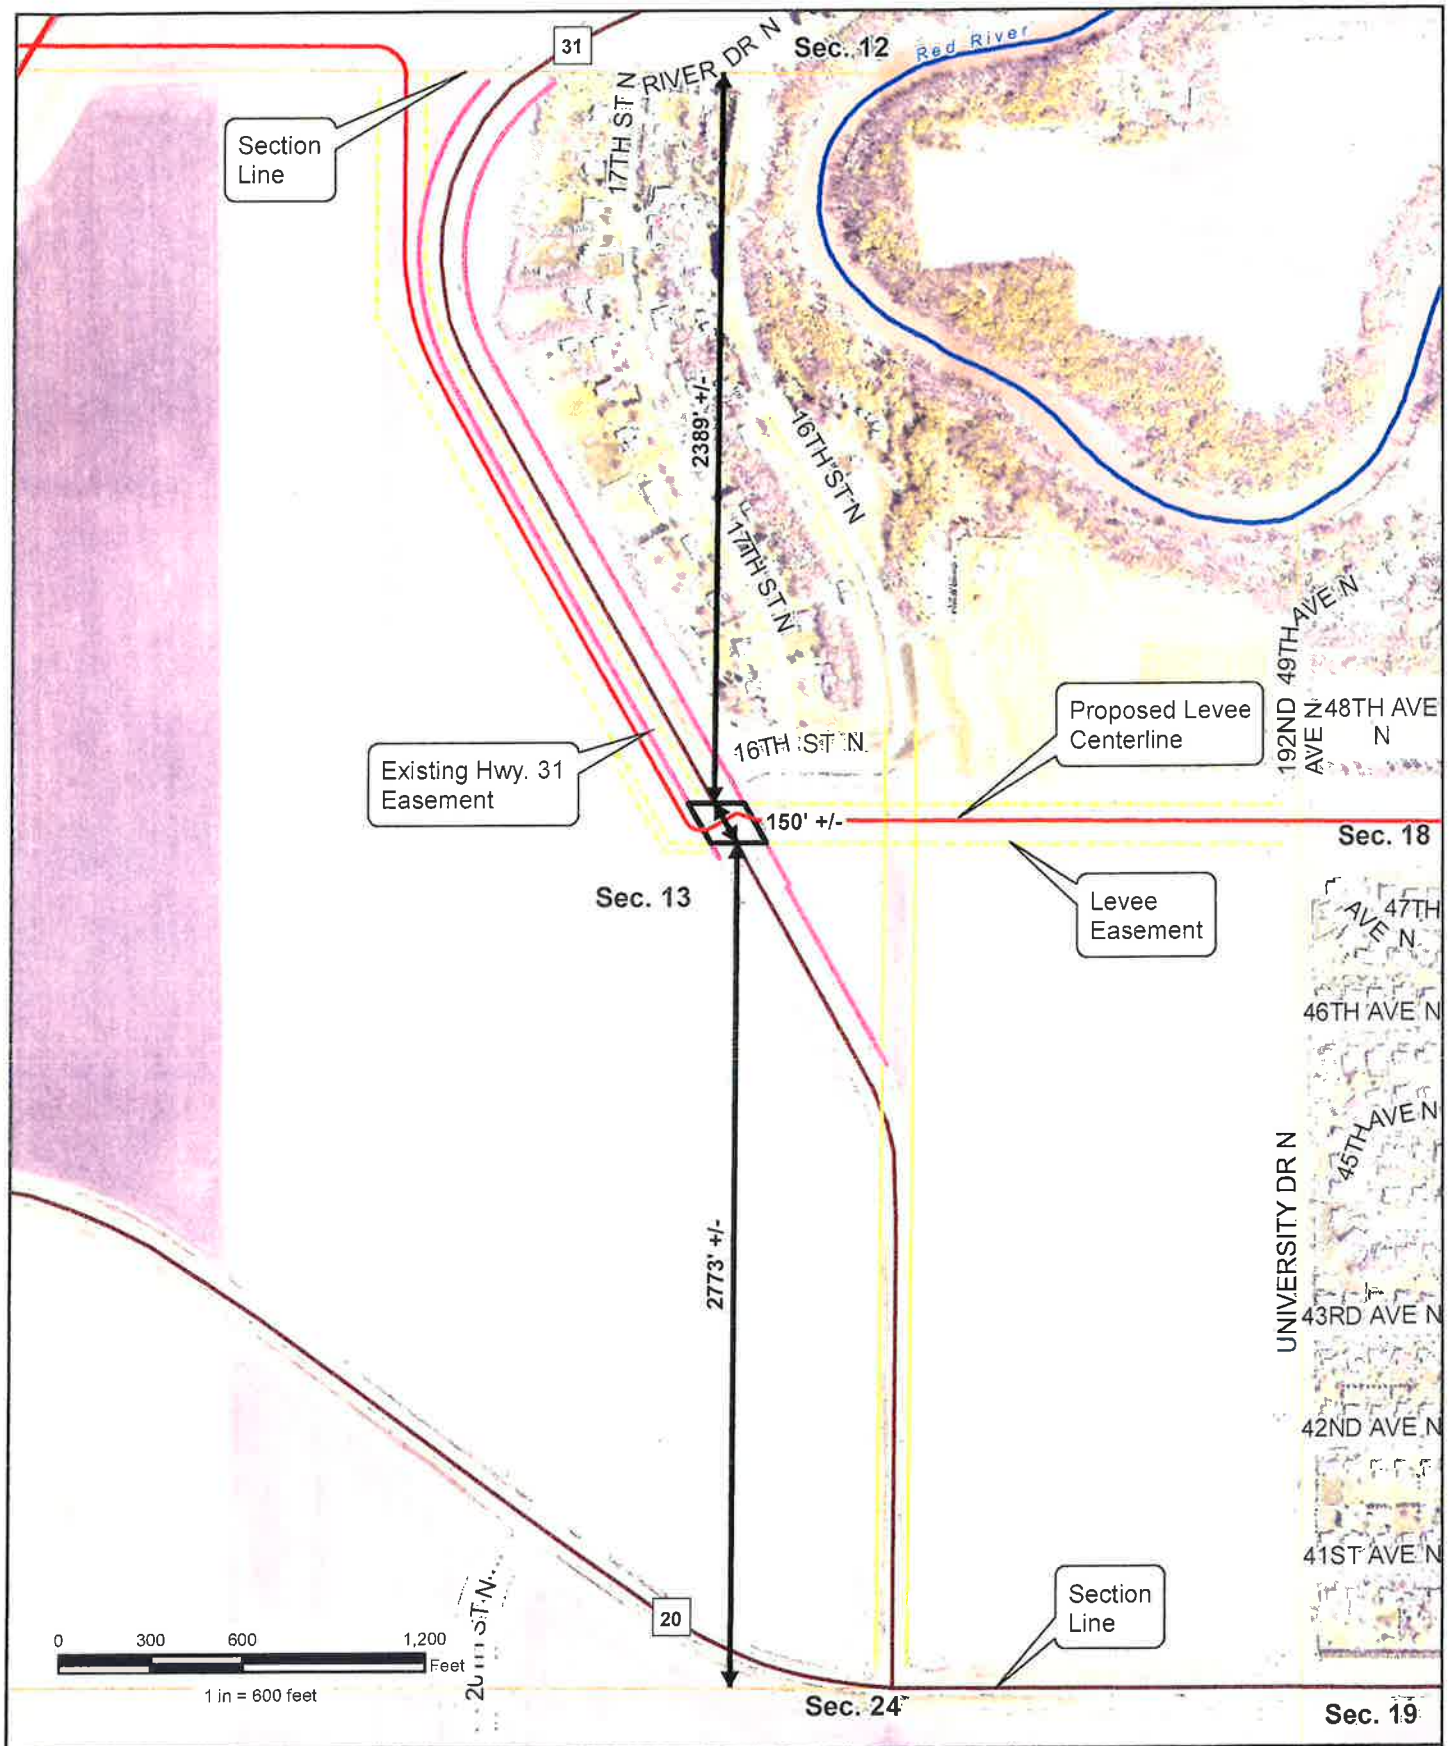 31
Sec. 12
Red River
RIVER DR N
17TH ST N
Section
Line
2389' +/-
16TH ST N
17TH ST N
49TH AVE N
192ND
AVE N
48TH AVE
N
Proposed Levee
Centerline
16TH ST N
Existing Hwy. 31
Easement
150' +/-
Sec. 18
Sec. 13
Levee
Easement
47TH
AVE N
46TH AVE N
45TH AVE N
UNIVERSITY DR N
2773' +/-
43RD AVE N
42ND AVE N
41ST AVE N
Section
Line
20
ST N
0 300 600 1,200
Feet
1 in = 600 feet
Sec. 24
Sec. 19